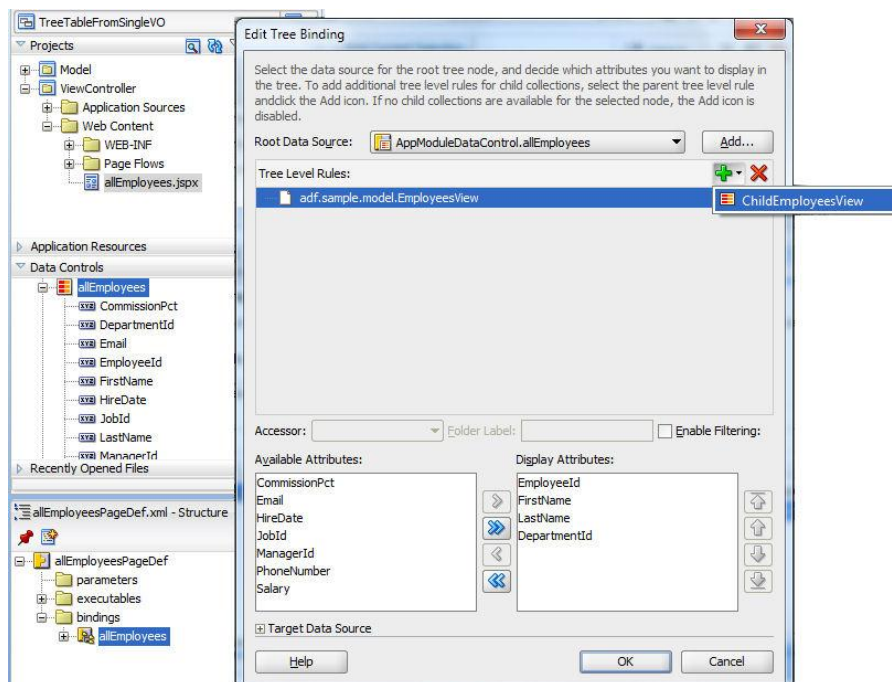 TreeTableFromSingleVO
Projects
Model
ViewController
Application Sources
Web Content
WEB-INF
Page Flows
allEmployees.jspx
Application Resources
Data Controls
allEmployees
CommissionPct
DepartmentId
Email
EmployeeId
FirstName
HireDate
JobId
LastName
ManagerId
Recently Opened Files
allEmployeesPageDef.xml - Structure
allEmployeesPageDef
parameters
executables
bindings
allEmployees
Edit Tree Binding
Select the data source for the root tree node, and decide which attributes you want to display in
the tree. To add additional tree level rules for child collections, select the parent tree level rule
andclick the Add icon. If no child collections are available for the selected node, the Add icon is
disabled.
Root Data Source: AppModuleDataControl.allEmployees Add...
Tree Level Rules:
adf.sample.model.EmployeesView
ChildEmployeesView
Accessor: Folder Label: Enable Filtering:
Available Attributes:
CommissionPct
Email
HireDate
JobId
ManagerId
PhoneNumber
Salary
Display Attributes:
EmployeeId
FirstName
LastName
DepartmentId
Target Data Source
Help OK Cancel